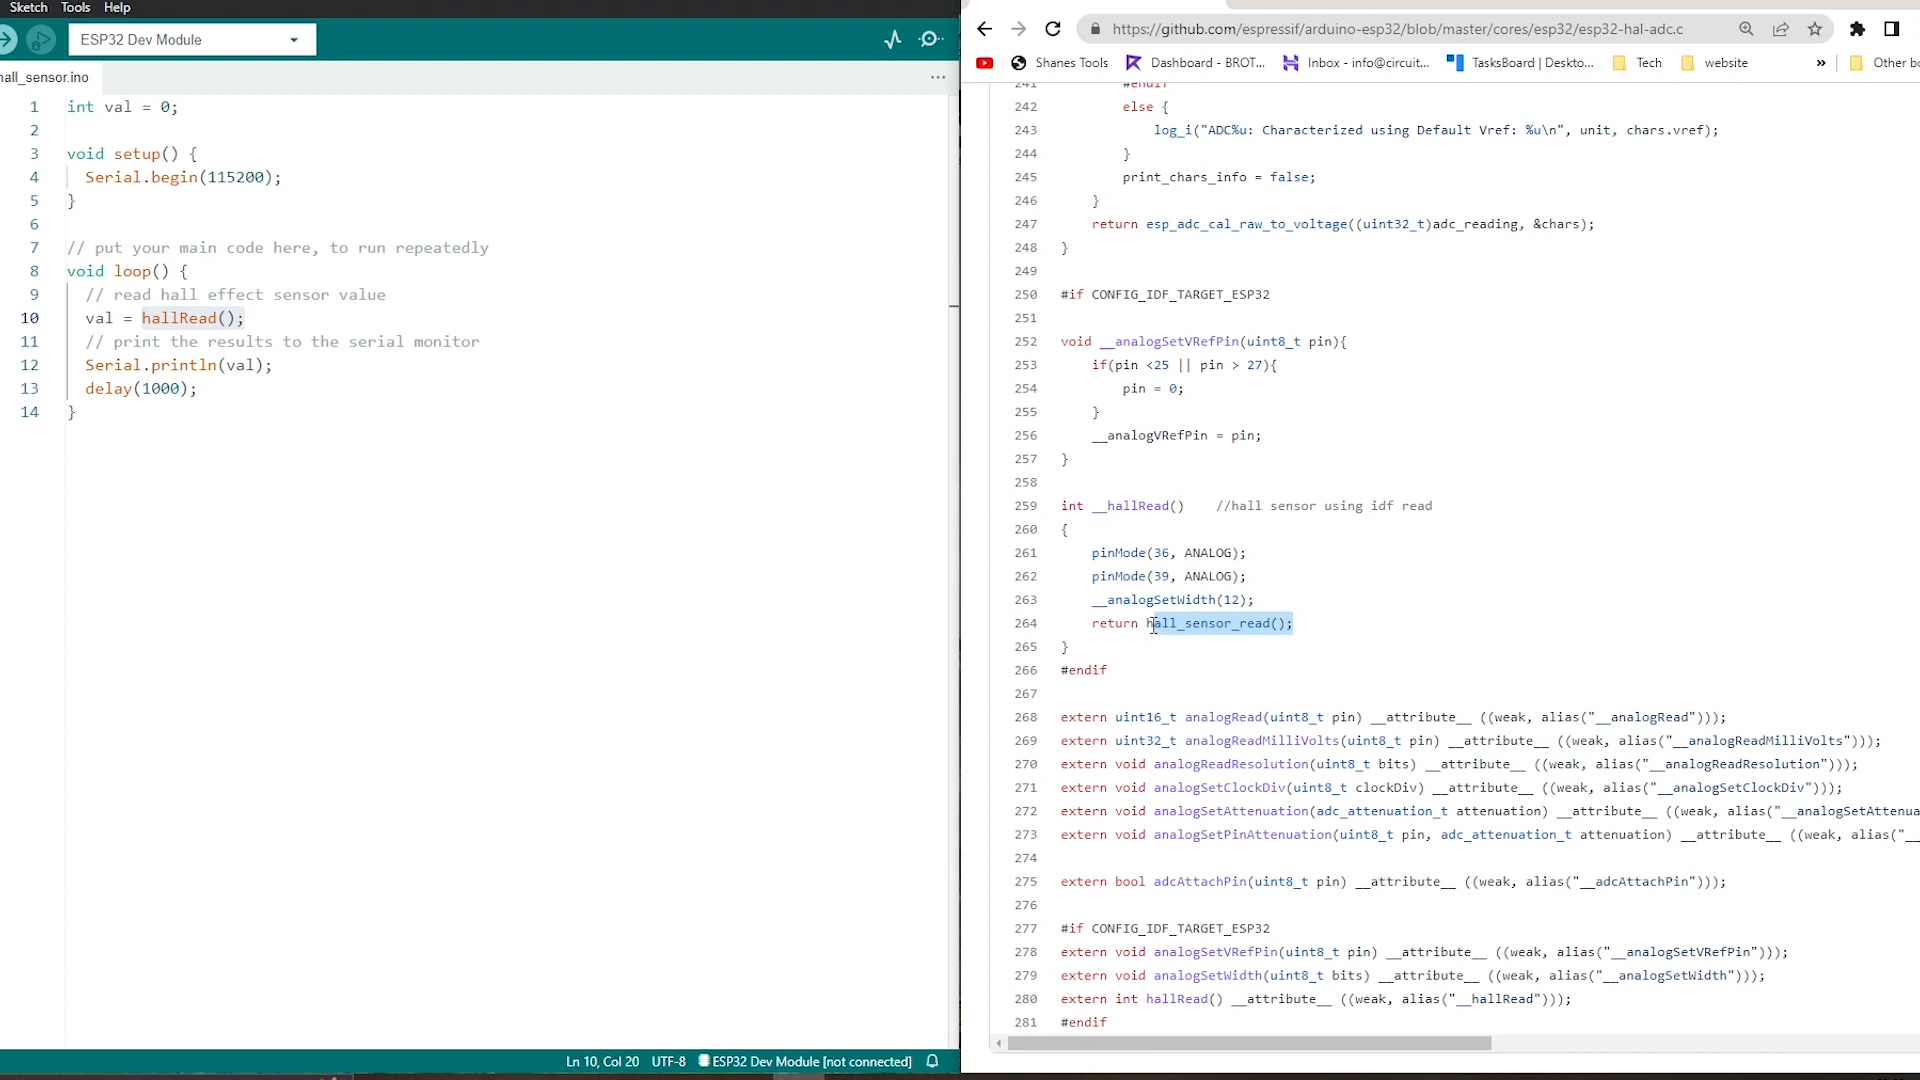 Sketch Tools Help
ESP32 Dev Module
hall_sensor.ino
1 int val = 0;
2
3 void setup() {
4 Serial.begin(115200);
5 }
6
7 // put your main code here, to run repeatedly
8 void loop() {
9 // read hall effect sensor value
10 val = hallRead();
11 // print the results to the serial monitor
12 Serial.println(val);
13 delay(1000);
14 }
Ln 10, Col 20 UTF-8 ESP32 Dev Module [not connected]
https://github.com/espressif/arduino-esp32/blob/master/cores/esp32/esp32-hal-adc.c
Shanes Tools Dashboard - BROT... Inbox - info@circuit... TasksBoard | Deskto... Tech website » Other bo
241 #endif
242 else {
243 log_i("ADC%u: Characterized using Default Vref: %u\n", unit, chars.vref);
244 }
245 print_chars_info = false;
246 }
247 return esp_adc_cal_raw_to_voltage((uint32_t)adc_reading, &chars);
248 }
249
250 #if CONFIG_IDF_TARGET_ESP32
251
252 void __analogSetVRefPin(uint8_t pin){
253 if(pin <25 || pin > 27){
254 pin = 0;
255 }
256 __analogVRefPin = pin;
257 }
258
259 int __hallRead() //hall sensor using idf read
260 {
261 pinMode(36, ANALOG);
262 pinMode(39, ANALOG);
263 __analogSetWidth(12);
264 return hall_sensor_read();
265 }
266 #endif
267
268 extern uint16_t analogRead(uint8_t pin) __attribute__ ((weak, alias("__analogRead")));
269 extern uint32_t analogReadMilliVolts(uint8_t pin) __attribute__ ((weak, alias("__analogReadMilliVolts")));
270 extern void analogReadResolution(uint8_t bits) __attribute__ ((weak, alias("__analogReadResolution")));
271 extern void analogSetClockDiv(uint8_t clockDiv) __attribute__ ((weak, alias("__analogSetClockDiv")));
272 extern void analogSetAttenuation(adc_attenuation_t attenuation) __attribute__ ((weak, alias("__analogSetAttenua
273 extern void analogSetPinAttenuation(uint8_t pin, adc_attenuation_t attenuation) __attribute__ ((weak, alias("__
274
275 extern bool adcAttachPin(uint8_t pin) __attribute__ ((weak, alias("__adcAttachPin")));
276
277 #if CONFIG_IDF_TARGET_ESP32
278 extern void analogSetVRefPin(uint8_t pin) __attribute__ ((weak, alias("__analogSetVRefPin")));
279 extern void analogSetWidth(uint8_t bits) __attribute__ ((weak, alias("__analogSetWidth")));
280 extern int hallRead() __attribute__ ((weak, alias("__hallRead")));
281 #endif